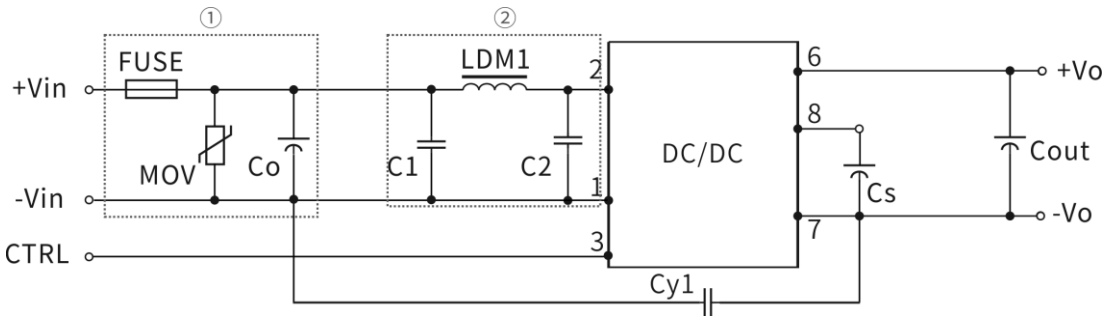 ① ②
FUSE LDM1
+Vin 2 6 +Vo
8
DC/DC
MOV Co C1 C2 Cout
Cs
-Vin 1 7 -Vo
CTRL 3
Cy1